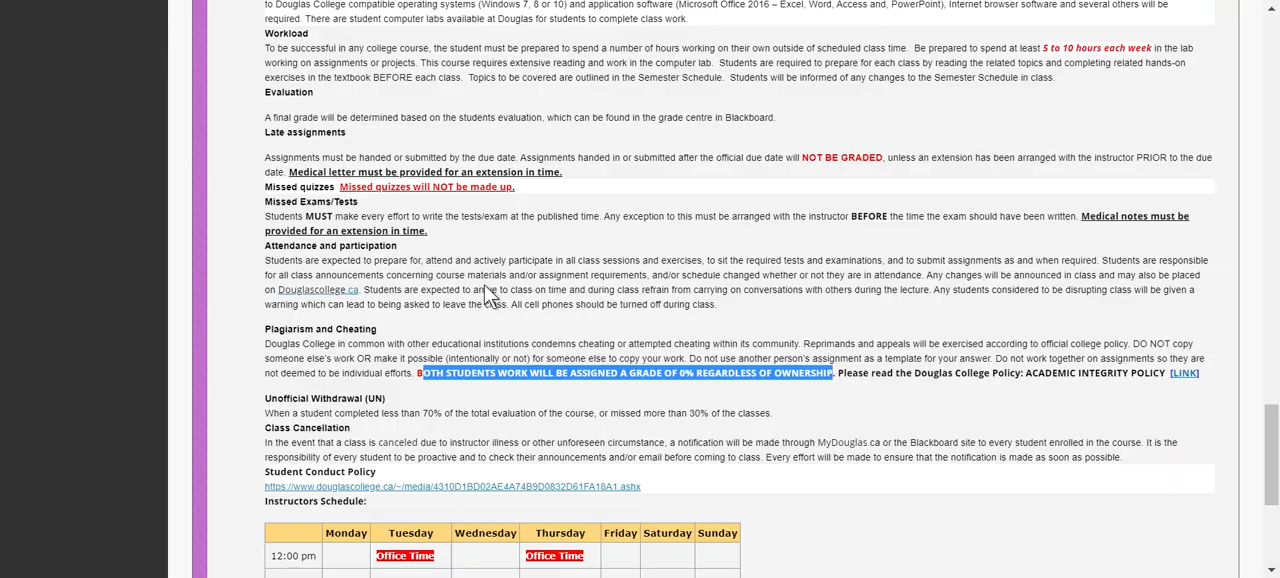 to Douglas College compatible operating systems (Windows 7, 8 or 10) and application software (Microsoft Office 2016 – Excel, Word, Access and, PowerPoint), Internet browser software and several others will be
required. There are student computer labs available at Douglas for students to complete class work.
Workload
To be successful in any college course, the student must be prepared to spend a number of hours working on their own outside of scheduled class time. Be prepared to spend at least 5 to 10 hours each week in the lab
working on assignments or projects. This course requires extensive reading and work in the computer lab. Students are required to prepare for each class by reading the related topics and completing related hands-on
exercises in the textbook BEFORE each class. Topics to be covered are outlined in the Semester Schedule. Students will be informed of any changes to the Semester Schedule in class.
Evaluation
A final grade will be determined based on the students evaluation, which can be found in the grade centre in Blackboard.
Late assignments
Assignments must be handed or submitted by the due date. Assignments handed in or submitted after the official due date will NOT BE GRADED, unless an extension has been arranged with the instructor PRIOR to the due
date. Medical letter must be provided for an extension in time.
Missed quizzes Missed quizzes will NOT be made up.
Missed Exams/Tests
Students MUST make every effort to write the tests/exam at the published time. Any exception to this must be arranged with the instructor BEFORE the time the exam should have been written. Medical notes must be
provided for an extension in time.
Attendance and participation
Students are expected to prepare for, attend and actively participate in all class sessions and exercises, to sit the required tests and examinations, and to submit assignments as and when required. Students are responsible
for all class announcements concerning course materials and/or assignment requirements, and/or schedule changed whether or not they are in attendance. Any changes will be announced in class and may also be placed
on Douglascollege.ca. Students are expected to arrive to class on time and during class refrain from carrying on conversations with others during the lecture. Any students considered to be disrupting class will be given a
warning which can lead to being asked to leave the class. All cell phones should be turned off during class.
Plagiarism and Cheating
Douglas College in common with other educational institutions condemns cheating or attempted cheating within its community. Reprimands and appeals will be exercised according to official college policy. DO NOT copy
someone else's work OR make it possible (intentionally or not) for someone else to copy your work. Do not use another person's assignment as a template for your answer. Do not work together on assignments so they are
not deemed to be individual efforts. BOTH STUDENTS WORK WILL BE ASSIGNED A GRADE OF 0% REGARDLESS OF OWNERSHIP. Please read the Douglas College Policy: ACADEMIC INTEGRITY POLICY [LINK]
Unofficial Withdrawal (UN)
When a student completed less than 70% of the total evaluation of the course, or missed more than 30% of the classes.
Class Cancellation
In the event that a class is canceled due to instructor illness or other unforeseen circumstance, a notification will be made through MyDouglas.ca or the Blackboard site to every student enrolled in the course. It is the
responsibility of every student to be proactive and to check their announcements and/or email before coming to class. Every effort will be made to ensure that the notification is made as soon as possible.
Student Conduct Policy
https://www.douglascollege.ca/~/media/4310D1BD02AE4A74B9D0832D61FA18A1.ashx
Instructors Schedule:
Monday Tuesday Wednesday Thursday Friday Saturday Sunday
12:00 pm Office Time Office Time